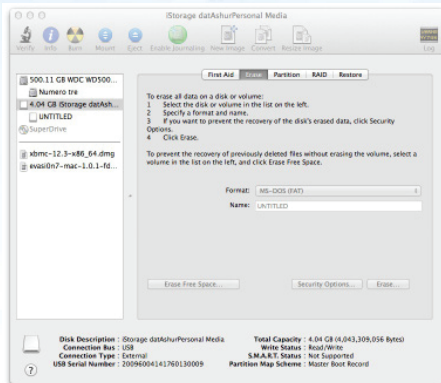 iStorage datAshurPersonal Media
Verify Info Burn Mount Eject Enable Journaling New Image Convert Resize Image Log
First Aid Erase Partition RAID Restore
500.11 GB WDC WD500...
Numero tre
4.04 GB iStorage datAsh...
UNTITLED
SuperDrive
xbmc-12.3-x86_64.dmg
evasi0n7-mac-1.0.1-fd...
To erase all data on a disk or volume:
1 Select the disk or volume in the list on the left.
2 Specify a format and name.
3 If you want to prevent the recovery of the disk's erased data, click Security
Options.
4 Click Erase.
To prevent the recovery of previously deleted files without erasing the volume, select a
volume in the list on the left, and click Erase Free Space.
Format: MS-DOS (FAT)
Name: UNTITLED
Erase Free Space... Security Options... Erase...
Disk Description : iStorage datAshurPersonal Media Total Capacity : 4.04 GB (4,043,309,056 Bytes)
Connection Bus : USB Write Status : Read/Write
Connection Type : External S.M.A.R.T. Status : Not Supported
USB Serial Number : 20096004141760130009 Partition Map Scheme : Master Boot Record
?